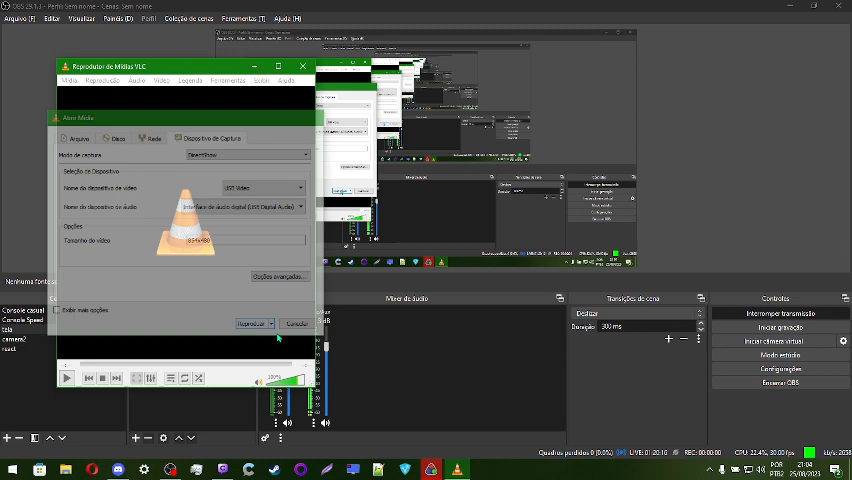 OBS 29.1.3 - Perfil Sem nome - Cenas: Sem nome
Arquivo [F] Editar Visualizar Painéis (D) Perfil Coleção de cenas Ferramentas [T] Ajuda (H)
Reprodutor de Mídias VLC
Mídia Reprodução Áudio Vídeo Legenda Ferramentas Exibir Ajuda
Abrir Mídia
Arquivo Disco Rede Dispositivo de Captura
Modo de captura DirectShow
Seleção de Dispositivo
Nome do dispositivo de vídeo USB Video
Nome do dispositivo de áudio Interface de áudio digital (USB Digital Audio)
Opções
Tamanho do vídeo 854x480
Opções avançadas...
Exibir mais opções
Reproduzir Cancelar
100%
Nenhuma fonte
Console casual
Console Speed
tela
camera2
react
Mixer de áudio
Transições de cena
Deslizar
Duração 300 ms
Controles
Interromper transmissão
Iniciar gravação
Iniciar câmera virtual
Modo estúdio
Configurações
Encerrar OBS
Quadros perdidos 0 (0.0%) LIVE: 01:20:16 REC: 00:00:00 CPU: 22.4%, 30.00 fps kb/s: 2658
POR
PTB2
21:04
25/08/2023